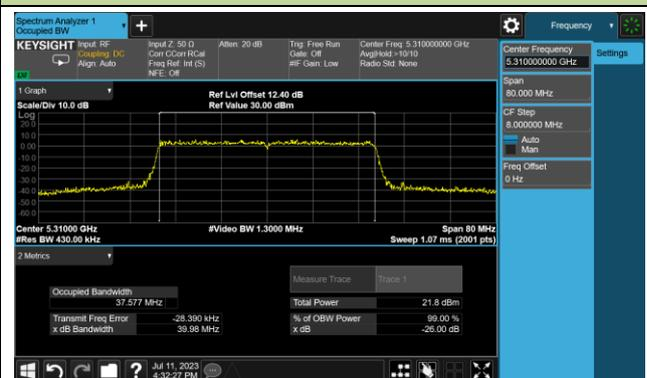 Spectrum Analyzer 1
Occupied BW
Frequency
KEYSIGHT
Input: RF
Coupling: DC
Align: Auto
Input Z: 50 Ω
Corr CCorr RCal
Freq Ref: Int (S)
NFE: Off
Atten: 20 dB
Trig: Free Run
Gate: Off
#IF Gain: Low
Center Freq: 5.310000000 GHz
Avg|Hold:>10/10
Radio Std: None
Center Frequency
5.310000000 GHz
Settings
Span
80.000 MHz
CF Step
8.000000 MHz
Auto
Man
Freq Offset
0 Hz
1 Graph
Scale/Div 10.0 dB
Ref Lvl Offset 12.40 dB
Ref Value 30.00 dBm
Log
20.0
10.0
0.00
-10.0
-20.0
-30.0
-40.0
-50.0
-60.0
Center 5.31000 GHz
#Res BW 430.00 kHz
#Video BW 1.3000 MHz
Span 80 MHz
Sweep 1.07 ms (2001 pts)
2 Metrics
Measure Trace
Trace 1
Occupied Bandwidth
37.577 MHz
Total Power
21.8 dBm
Transmit Freq Error
-28.390 kHz
% of OBW Power
99.00 %
x dB Bandwidth
39.98 MHz
x dB
-26.00 dB
Jul 11, 2023
4:32:27 PM